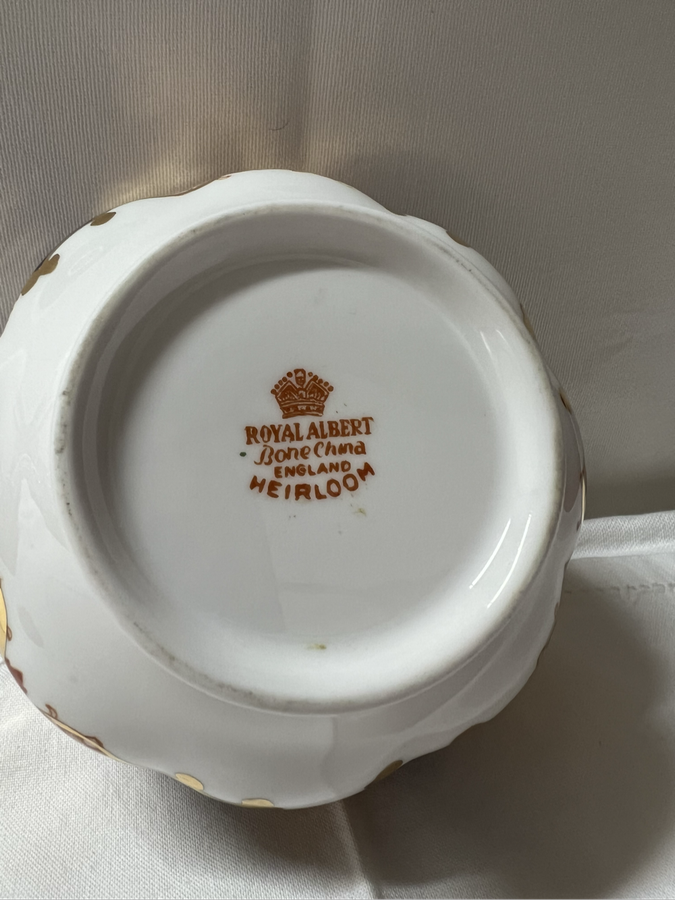 ROYAL ALBERT
Bone China
ENGLAND
HEIRLOOM